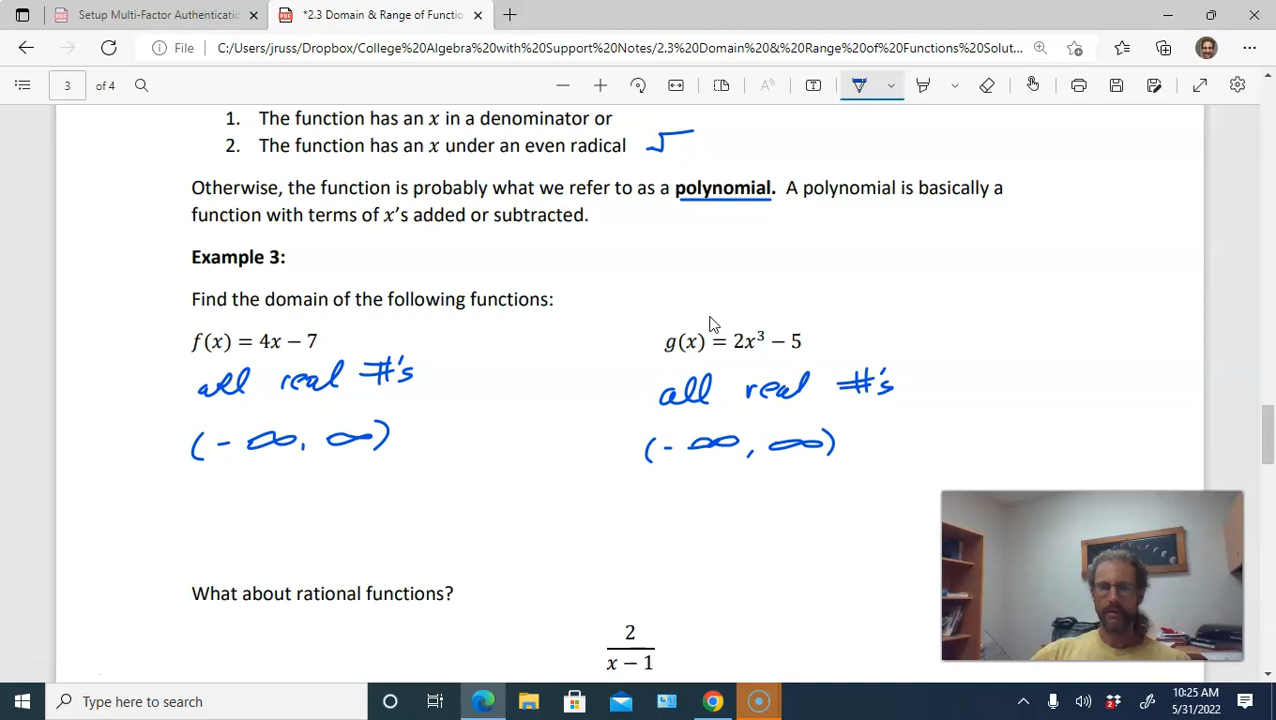 Setup Multi-Factor Authenticatio
*2.3 Domain & Range of Functio
File C:/Users/jruss/Dropbox/College%20Algebra%20with%20Support%20Notes/2.3%20Domain%20&%20Range%20of%20Functions%20Solut...
3 of 4
1. The function has an x in a denominator or
2. The function has an x under an even radical √
Otherwise, the function is probably what we refer to as a polynomial. A polynomial is basically a
function with terms of x's added or subtracted.
Example 3:
Find the domain of the following functions:
f(x) = 4x − 7 g(x) = 2x³ − 5
all real #'s all real #'s
(-∞, ∞) (-∞, ∞)
What about rational functions?
2
x − 1
Type here to search
10:25 AM
2
5/31/2022